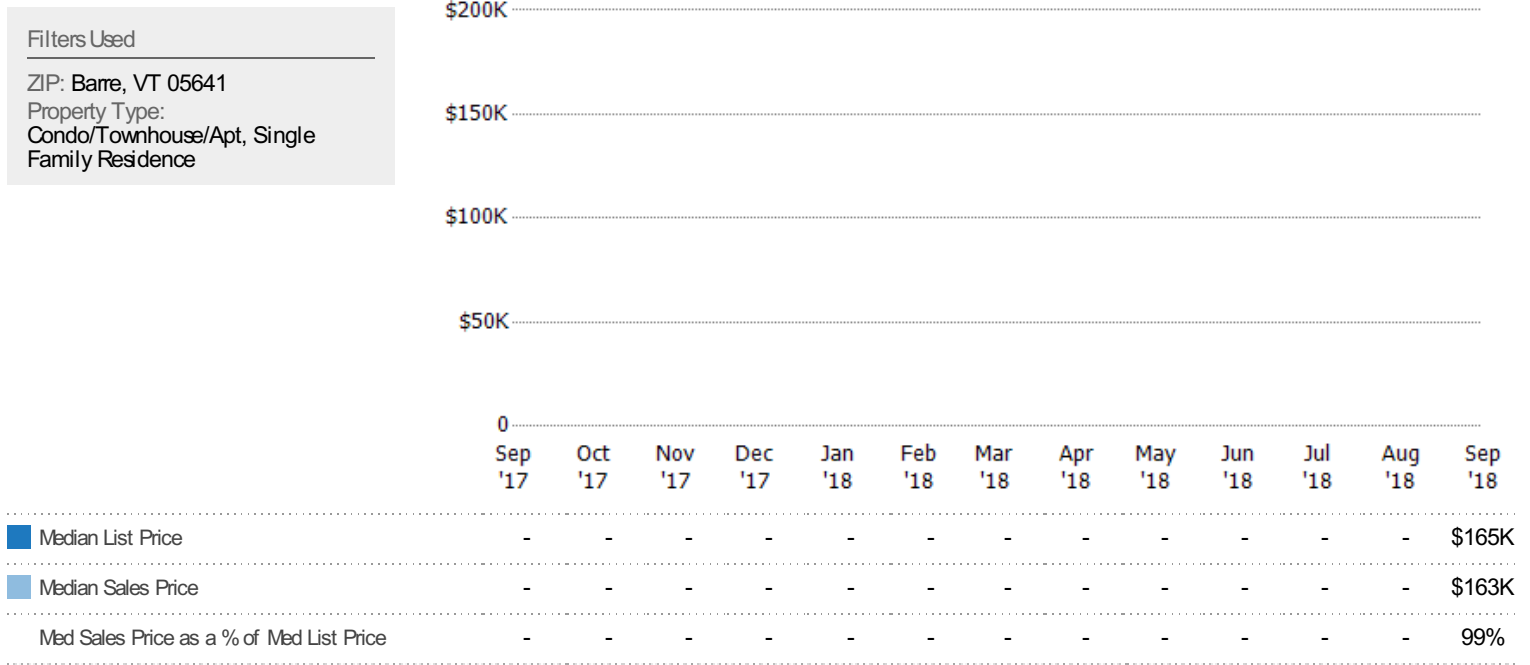 Filters Used
ZIP: Barre, VT 05641
Property Type:
Condo/Townhouse/Apt, Single
Family Residence
$200K
$150K
$100K
$50K
0
Sep Oct Nov Dec Jan Feb Mar Apr May Jun Jul Aug Sep
'17 '17 '17 '17 '18 '18 '18 '18 '18 '18 '18 '18 '18
Median List Price - - - - - - - - - - - - $165K
Median Sales Price - - - - - - - - - - - - $163K
Med Sales Price as a % of Med List Price - - - - - - - - - - - - 99%